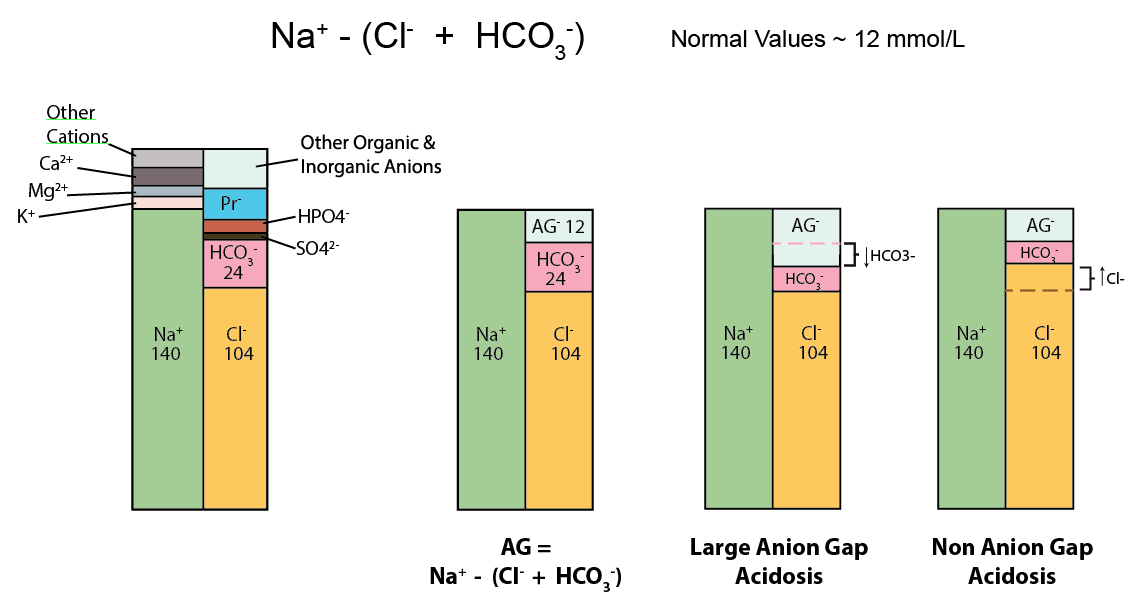 Na⁺ - (Cl⁻ + HCO₃⁻)
Normal Values ~ 12 mmol/L
Other
Cations
Ca²⁺
Mg²⁺
K⁺
Other Organic &
Inorganic Anions
Pr⁻
HPO4⁻
SO4²⁻
HCO₃⁻
24
Na⁺
140
Cl⁻
104
AG⁻ 12
HCO₃⁻
24
Na⁺
140
Cl⁻
104
AG =
Na⁺ - (Cl⁻ + HCO₃⁻)
AG⁻
↓HCO3-
HCO₃⁻
Na⁺
140
Cl⁻
104
Large Anion Gap
Acidosis
AG⁻
HCO₃⁻
↑Cl-
Na⁺
140
Cl⁻
104
Non Anion Gap
Acidosis